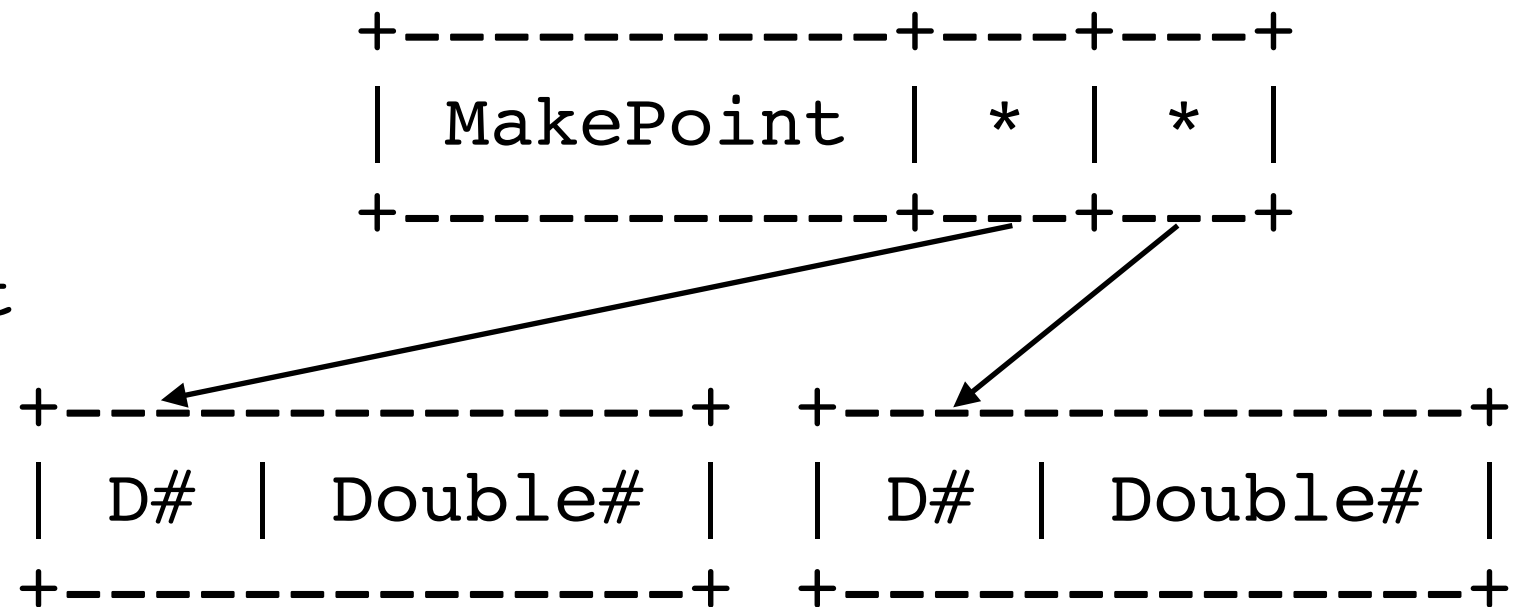 +-----------+---+---+
| MakePoint | * | * |
+-----------+---+---+
+--------------+ +--------------+
| D# | Double# | | D# | Double# |
+--------------+ +--------------+